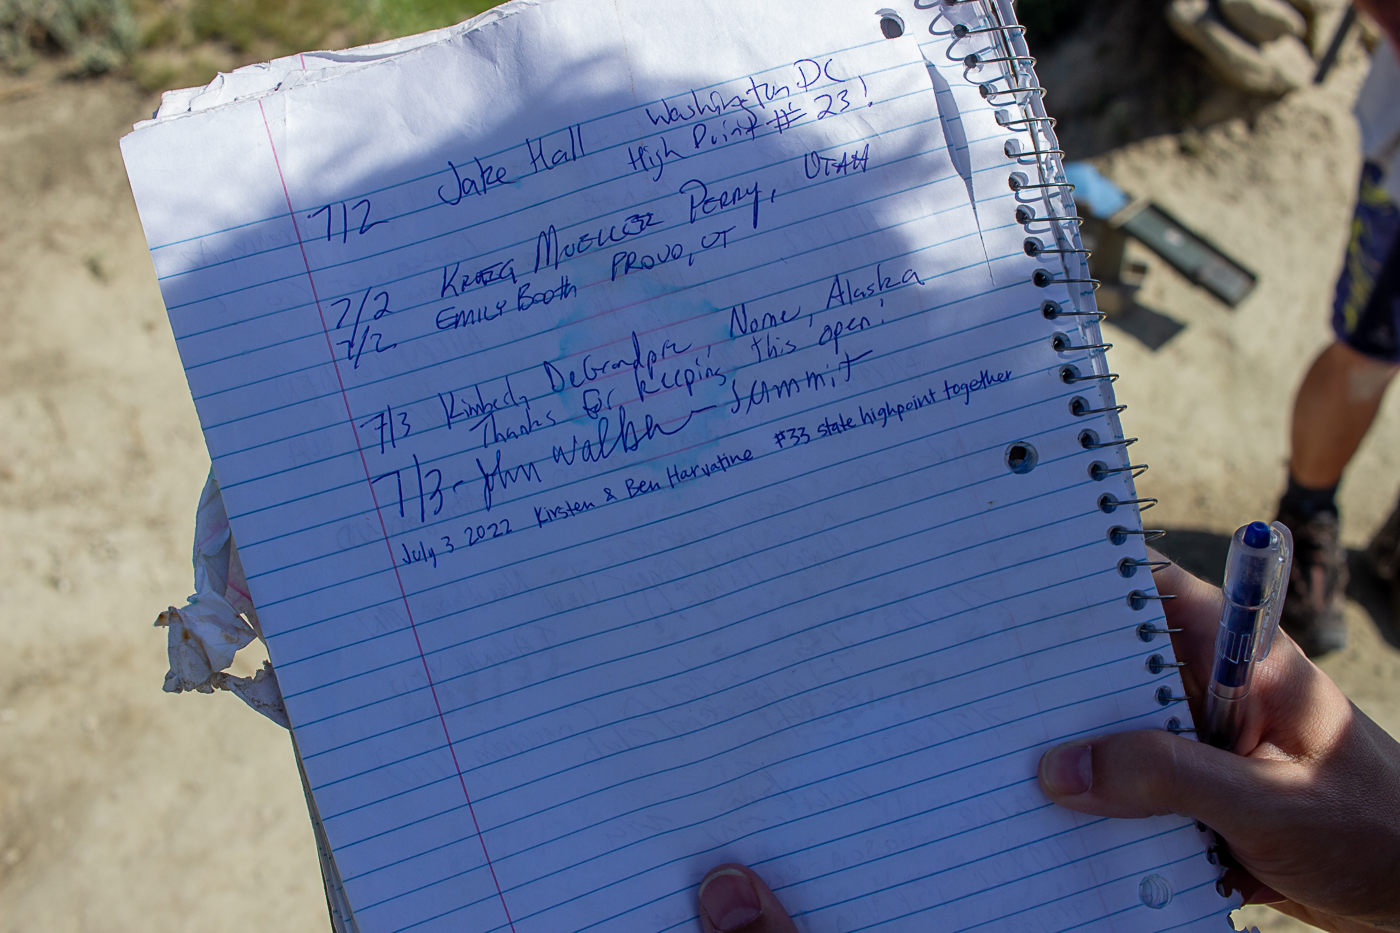 Washington, DC
7/2 Jake Hall High Point # 23!
7/2 KREIG MUELLER PERRY, UTAH
7/2 EMILY BOOTH PROVO, UT
7/3 Kimberly DeGrandpre, Nome, Alaska
Thanks for keeping this open!
7/3 - John Walsh - Summit
July 3 2022 Kirsten & Ben Harvatine #33 state highpoint together